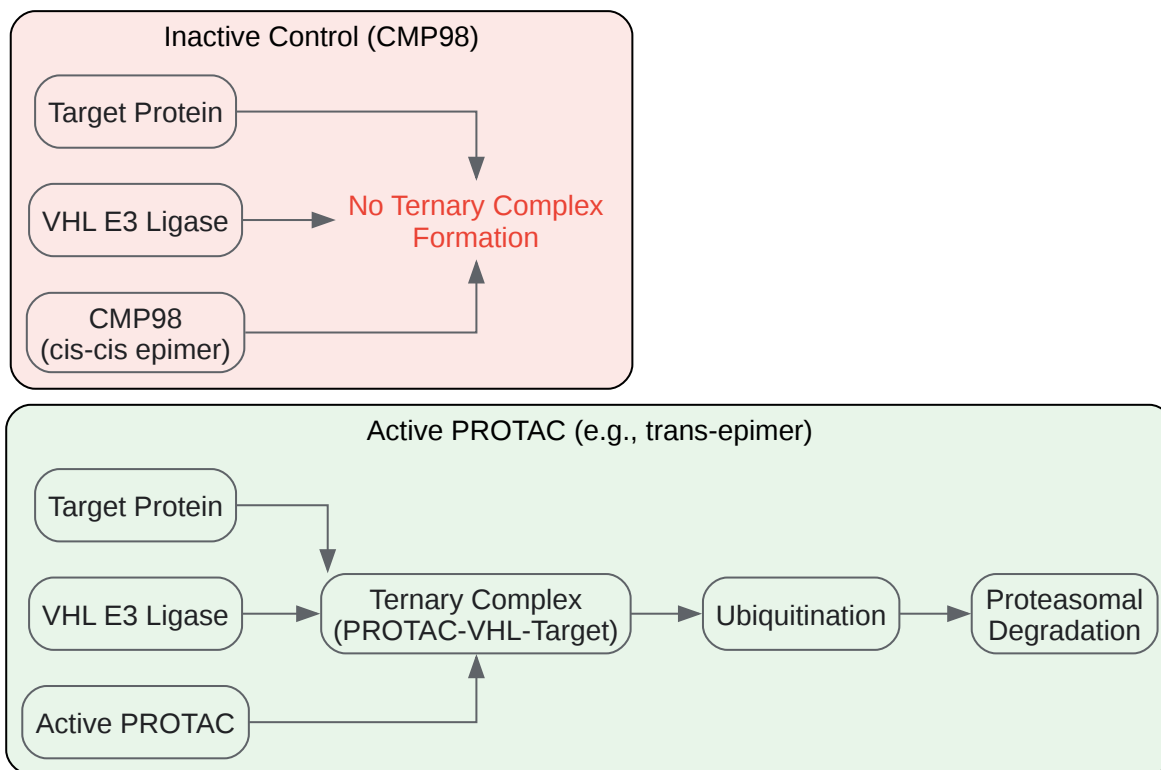 Inactive Control (CMP98)
Target Protein
VHL E3 Ligase
No Ternary Complex
Formation
CMP98
(cis-cis epimer)
Active PROTAC (e.g., trans-epimer)
Target Protein
VHL E3 Ligase
Ternary Complex
(PROTAC-VHL-Target)
Ubiquitination
Proteasomal
Degradation
Active PROTAC